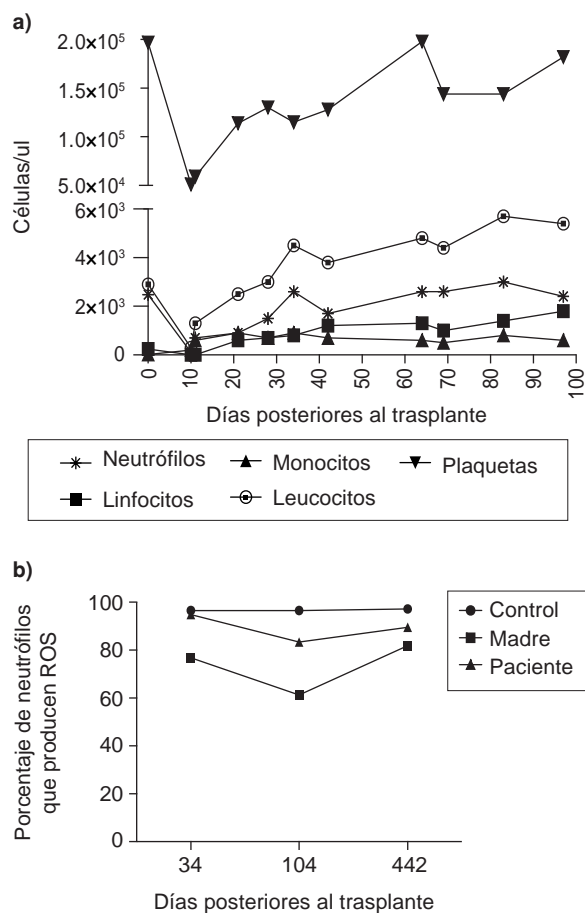 a)
Células/ul
2.0×10⁵
1.5×10⁵
1.0×10⁵
5.0×10⁴
6×10³
4×10³
2×10³
0
0 10 20 30 40 50 60 70 80 90 100
Días posteriores al trasplante
Neutrófilos Monocitos Plaquetas
Linfocitos Leucocitos
b)
Porcentaje de neutrófilos
que producen ROS
100
80
60
40
20
0
34 104 442
Días posteriores al trasplante
Control
Madre
Paciente